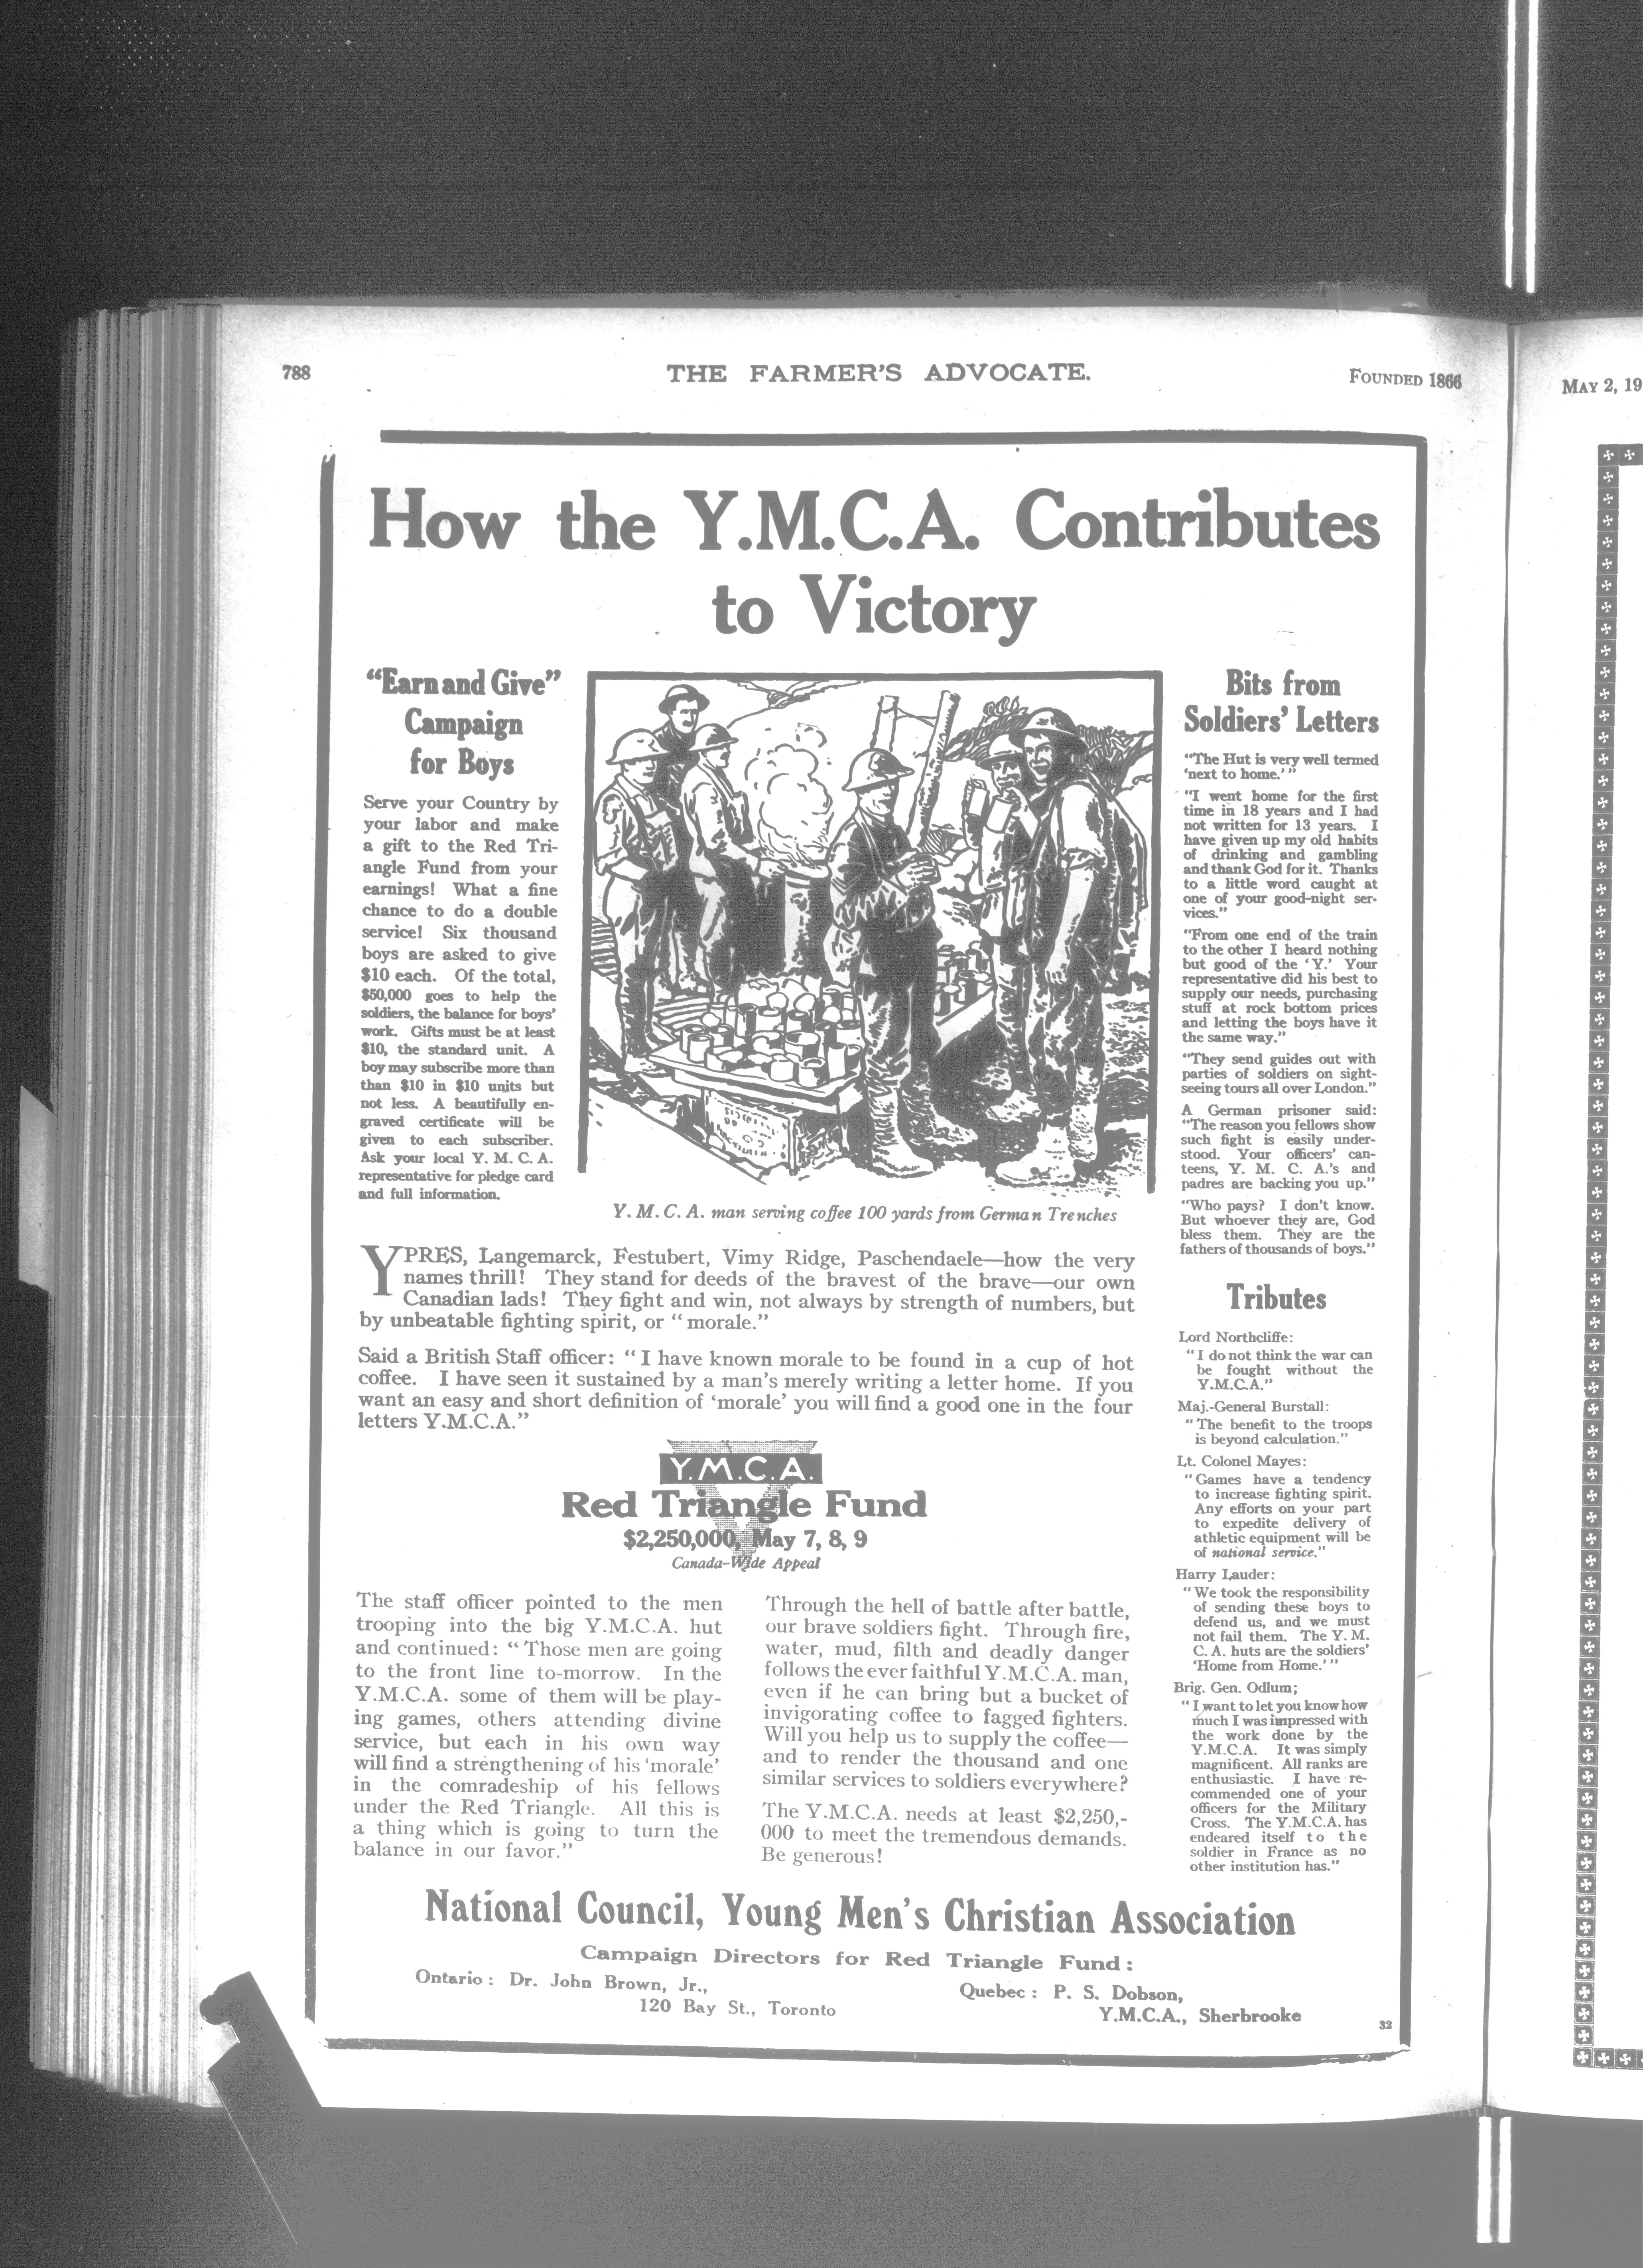 788
THE FARMER'S ADVOCATE.
FOUNDED 1866
How the Y.M.C.A. Contributes
to Victory
“Earn and Give”
Campaign
for Boys
Serve your Country by
your labor and make
a gift to the Red Tri-
angle Fund from your
earnings! What a fine
chance to do a double
service! Six thousand
boys are asked to give
$10 each. Of the total,
$50,000 goes to help the
soldiers, the balance for boys’
work. Gifts must be at least
$10, the standard unit. A
boy may subscribe more than
than $10 in $10 units but
not less. A beautifully en-
graved certificate will be
given to each subscriber.
Ask your local Y. M. C. A.
representative for pledge card
and full information.
Y. M. C. A. man serving coffee 100 yards from German Trenches
YPRES, Langemarck, Festubert, Vimy Ridge, Paschendaele—how the very
names thrill! They stand for deeds of the bravest of the brave—our own
Canadian lads! They fight and win, not always by strength of numbers, but
by unbeatable fighting spirit, or “morale.”
Said a British Staff officer: “I have known morale to be found in a cup of hot
coffee. I have seen it sustained by a man’s merely writing a letter home. If you
want an easy and short definition of ‘morale’ you will find a good one in the four
letters Y.M.C.A.”
Y.M.C.A.
Red Triangle Fund
$2,250,000, May 7, 8, 9
Canada-Wide Appeal
The staff officer pointed to the men
trooping into the big Y.M.C.A. hut
and continued: “Those men are going
to the front line to-morrow. In the
Y.M.C.A. some of them will be play-
ing games, others attending divine
service, but each in his own way
will find a strengthening of his ‘morale’
in the comradeship of his fellows
under the Red Triangle. All this is
a thing which is going to turn the
balance in our favor.”
Through the hell of battle after battle,
our brave soldiers fight. Through fire,
water, mud, filth and deadly danger
follows the ever faithful Y.M.C.A. man,
even if he can bring but a bucket of
invigorating coffee to fagged fighters.
Will you help us to supply the coffee—
and to render the thousand and one
similar services to soldiers everywhere?
The Y.M.C.A. needs at least $2,250,-
000 to meet the tremendous demands.
Be generous!
Bits from
Soldiers’ Letters
“The Hut is very well termed
‘next to home.’”
“I went home for the first
time in 18 years and I had
not written for 13 years. I
have given up my old habits
of drinking and gambling
and thank God for it. Thanks
to a little word caught at
one of your good-night ser-
vices.”
“From one end of the train
to the other I heard nothing
but good of the ‘Y.’ Your
representative did his best to
supply our needs, purchasing
stuff at rock bottom prices
and letting the boys have it
the same way.”
“They send guides out with
parties of soldiers on sight-
seeing tours all over London.”
A German prisoner said:
“The reason you fellows show
such fight is easily under-
stood. Your officers’ can-
teens, Y. M. C. A.’s and
padres are backing you up.”
“Who pays? I don’t know.
But whoever they are, God
bless them. They are the
fathers of thousands of boys.”
Tributes
Lord Northcliffe:
“I do not think the war can
be fought without the
Y.M.C.A.”
Maj.-General Burstall:
“The benefit to the troops
is beyond calculation.”
Lt. Colonel Mayes:
“Games have a tendency
to increase fighting spirit.
Any efforts on your part
to expedite delivery of
athletic equipment will be
of national service.”
Harry Lauder:
“We took the responsibility
of sending these boys to
defend us, and we must
not fail them. The Y. M.
C. A. huts are the soldiers’
‘Home from Home.’”
Brig. Gen. Odlum;
“I want to let you know how
much I was impressed with
the work done by the
Y.M.C.A. It was simply
magnificent. All ranks are
enthusiastic. I have re-
commended one of your
officers for the Military
Cross. The Y.M.C.A. has
endeared itself to the
soldier in France as no
other institution has.”
National Council, Young Men’s Christian Association
Campaign Directors for Red Triangle Fund:
Ontario: Dr. John Brown, Jr.,
120 Bay St., Toronto
Quebec: P. S. Dobson,
Y.M.C.A., Sherbrooke
32
MAY 2, 19